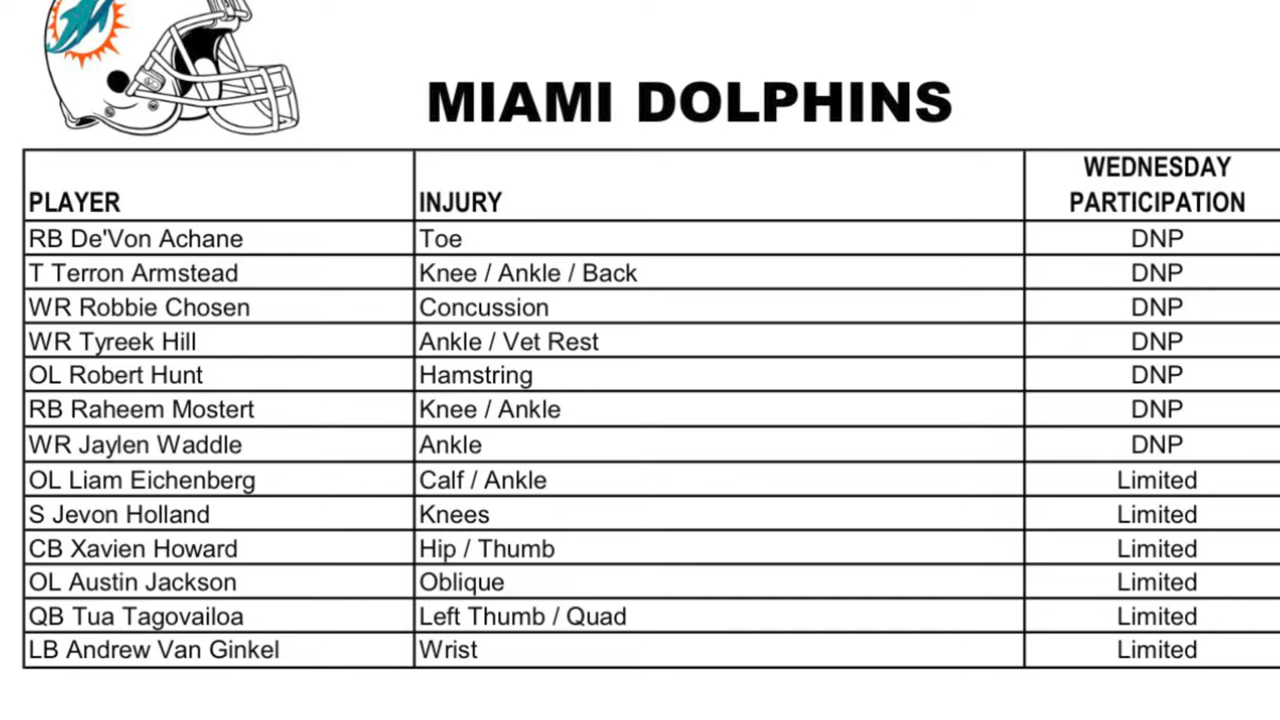 MIAMI DOLPHINS
PLAYER INJURY WEDNESDAY PARTICIPATION
RB De'Von Achane Toe DNP
T Terron Armstead Knee / Ankle / Back DNP
WR Robbie Chosen Concussion DNP
WR Tyreek Hill Ankle / Vet Rest DNP
OL Robert Hunt Hamstring DNP
RB Raheem Mostert Knee / Ankle DNP
WR Jaylen Waddle Ankle DNP
OL Liam Eichenberg Calf / Ankle Limited
S Jevon Holland Knees Limited
CB Xavien Howard Hip / Thumb Limited
OL Austin Jackson Oblique Limited
QB Tua Tagovailoa Left Thumb / Quad Limited
LB Andrew Van Ginkel Wrist Limited